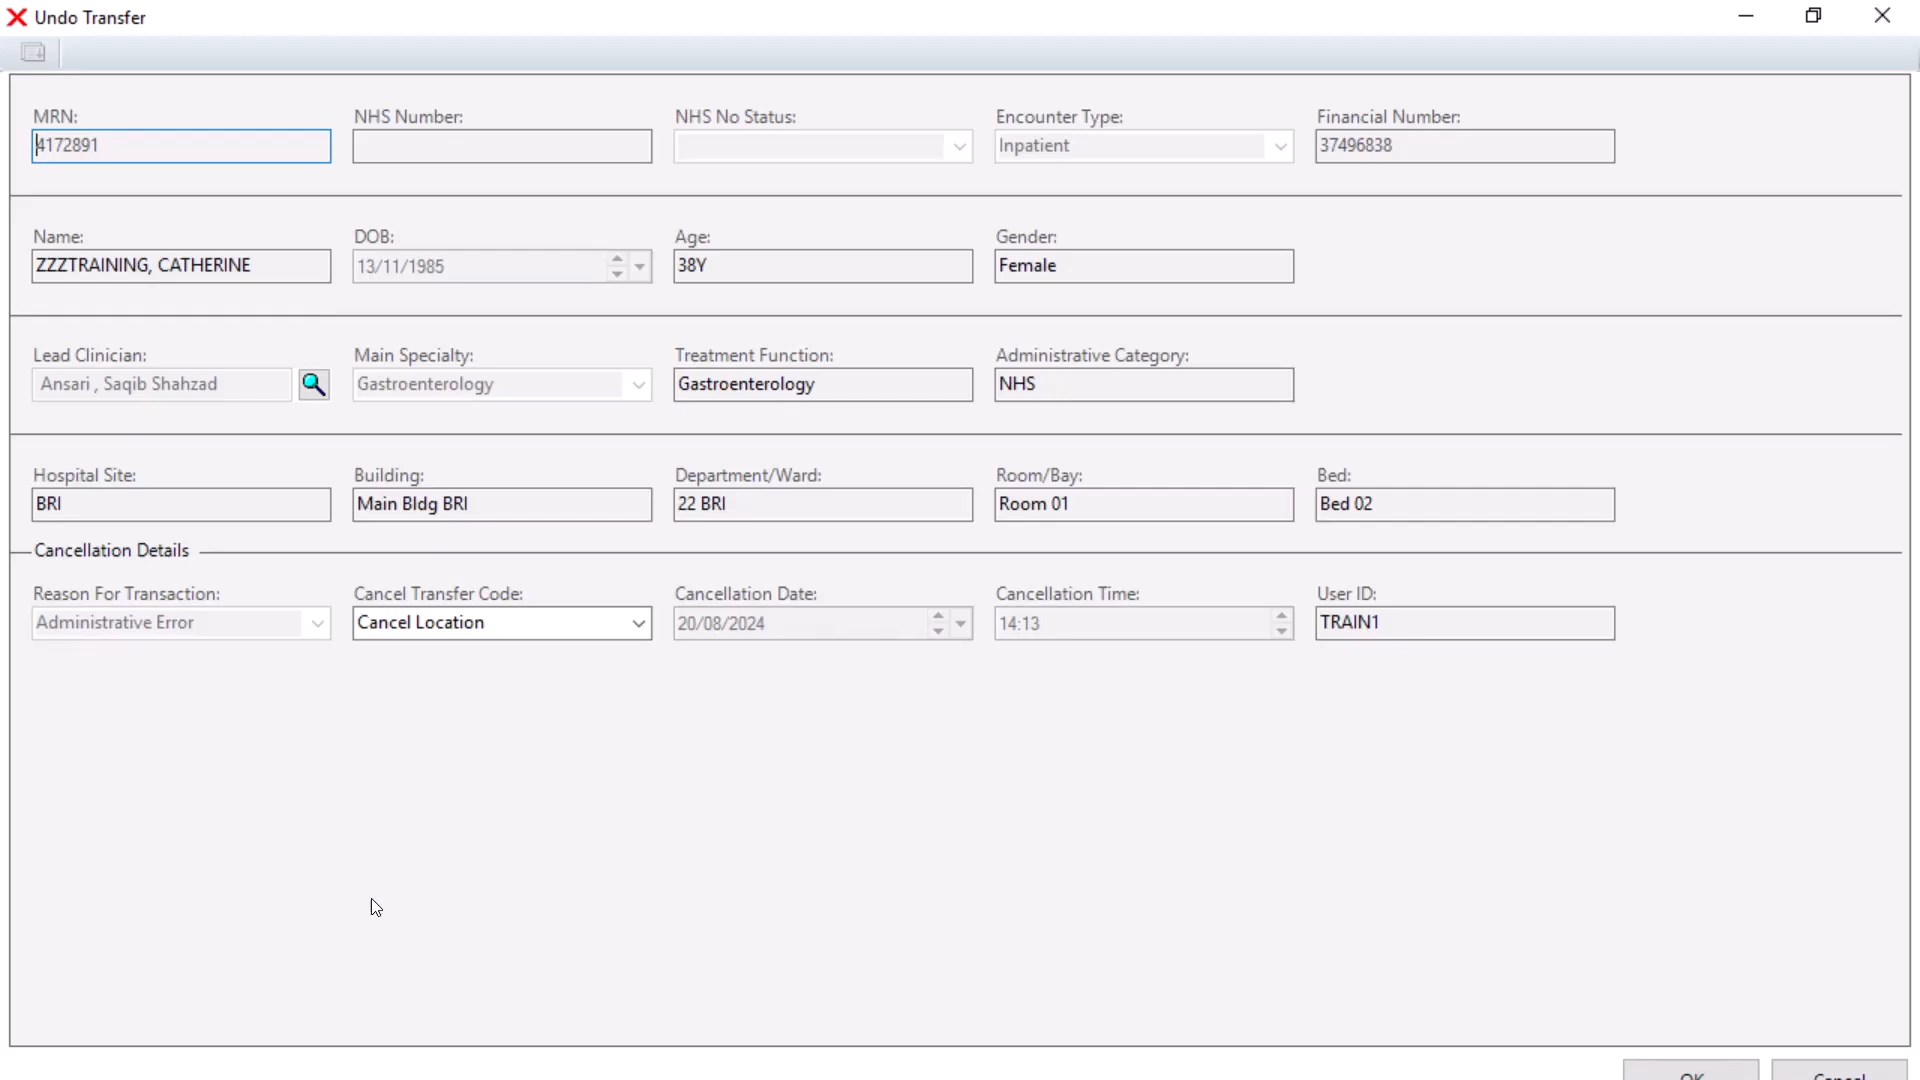 Undo Transfer
MRN: NHS Number: NHS No Status: Encounter Type: Financial Number:
4172891 Inpatient 37496838
Name: DOB: Age: Gender:
ZZZTRAINING, CATHERINE 13/11/1985 38Y Female
Lead Clinician: Main Specialty: Treatment Function: Administrative Category:
Ansari , Saqib Shahzad Gastroenterology Gastroenterology NHS
Hospital Site: Building: Department/Ward: Room/Bay: Bed:
BRI Main Bldg BRI 22 BRI Room 01 Bed 02
Cancellation Details
Reason For Transaction: Cancel Transfer Code: Cancellation Date: Cancellation Time: User ID:
Administrative Error Cancel Location 20/08/2024 14:13 TRAIN1
OK Cancel